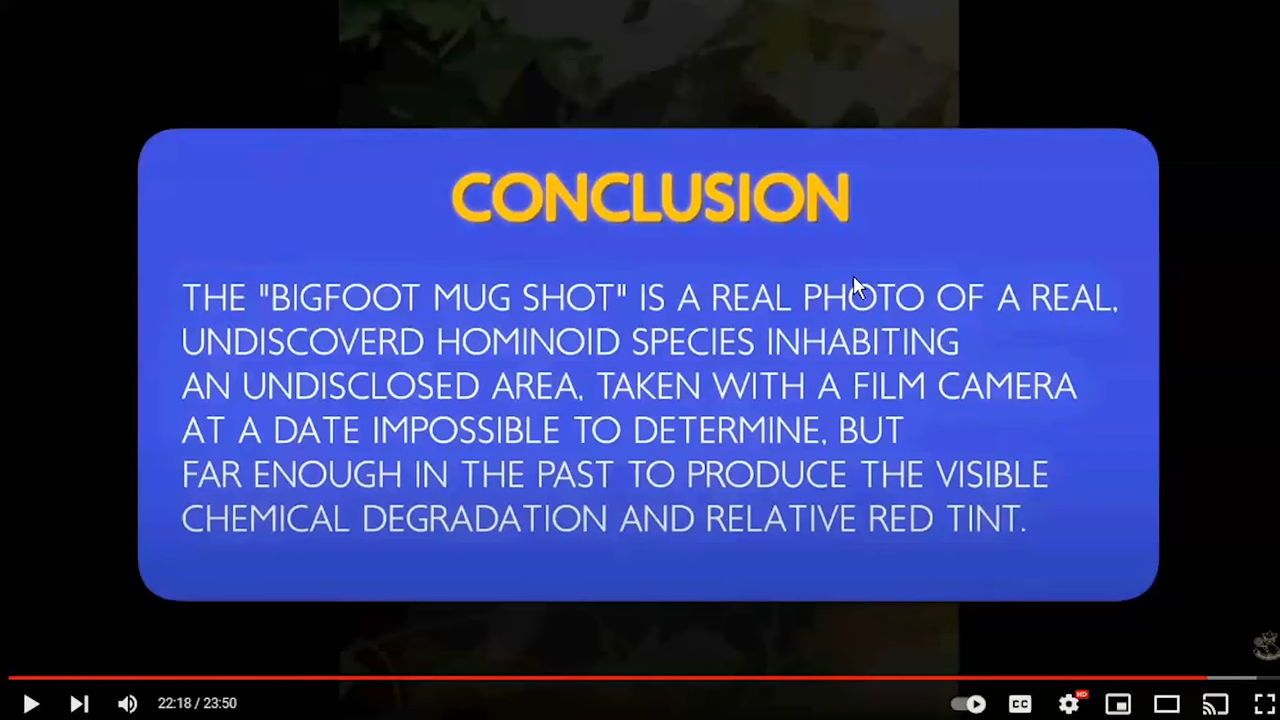 CONCLUSION
THE "BIGFOOT MUG SHOT" IS A REAL PHOTO OF A REAL,
UNDISCOVERD HOMINOID SPECIES INHABITING
AN UNDISCLOSED AREA, TAKEN WITH A FILM CAMERA
AT A DATE IMPOSSIBLE TO DETERMINE, BUT
FAR ENOUGH IN THE PAST TO PRODUCE THE VISIBLE
CHEMICAL DEGRADATION AND RELATIVE RED TINT.
22:18 / 23:50
CC
HD